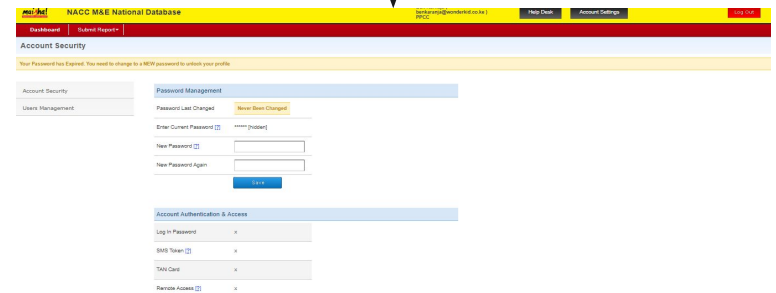 maisha!
NACC M&E National Database
benkaranja@wonderkid.co.ke )
PPCC
Help Desk
Account Settings
Log Out
Dashboard
Submit Report
Account Security
Your Password has Expired. You need to change to a NEW password to unlock your profile
Account Security
Users Management
Password Management
Password Last Changed
Never Been Changed
Enter Current Password [?]
****** [hidden]
New Password [?]
New Password Again
Save
Account Authentication & Access
Log In Password x
SMS Token [?] x
TAN Card x
Remote Access [?] x